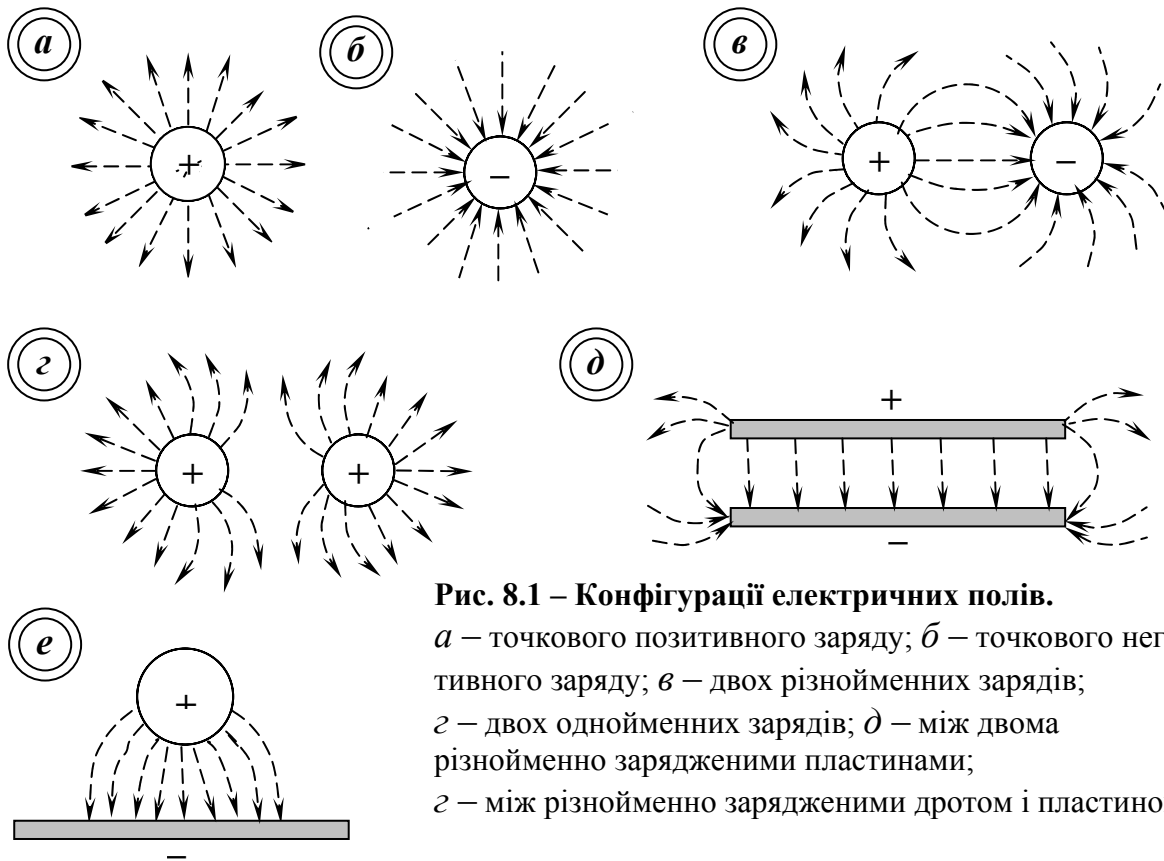 а
б
в
+
−
+
−
г
д
+
+
+
−
Рис. 8.1 – Конфігурації електричних полів.
е
а – точкового позитивного заряду; б – точкового нег
тивного заряду; в – двох різнойменних зарядів;
+
г – двох однойменних зарядів; д – між двома
різнойменно зарядженими пластинами;
г – між різнойменно зарядженими дротом і пластино
−